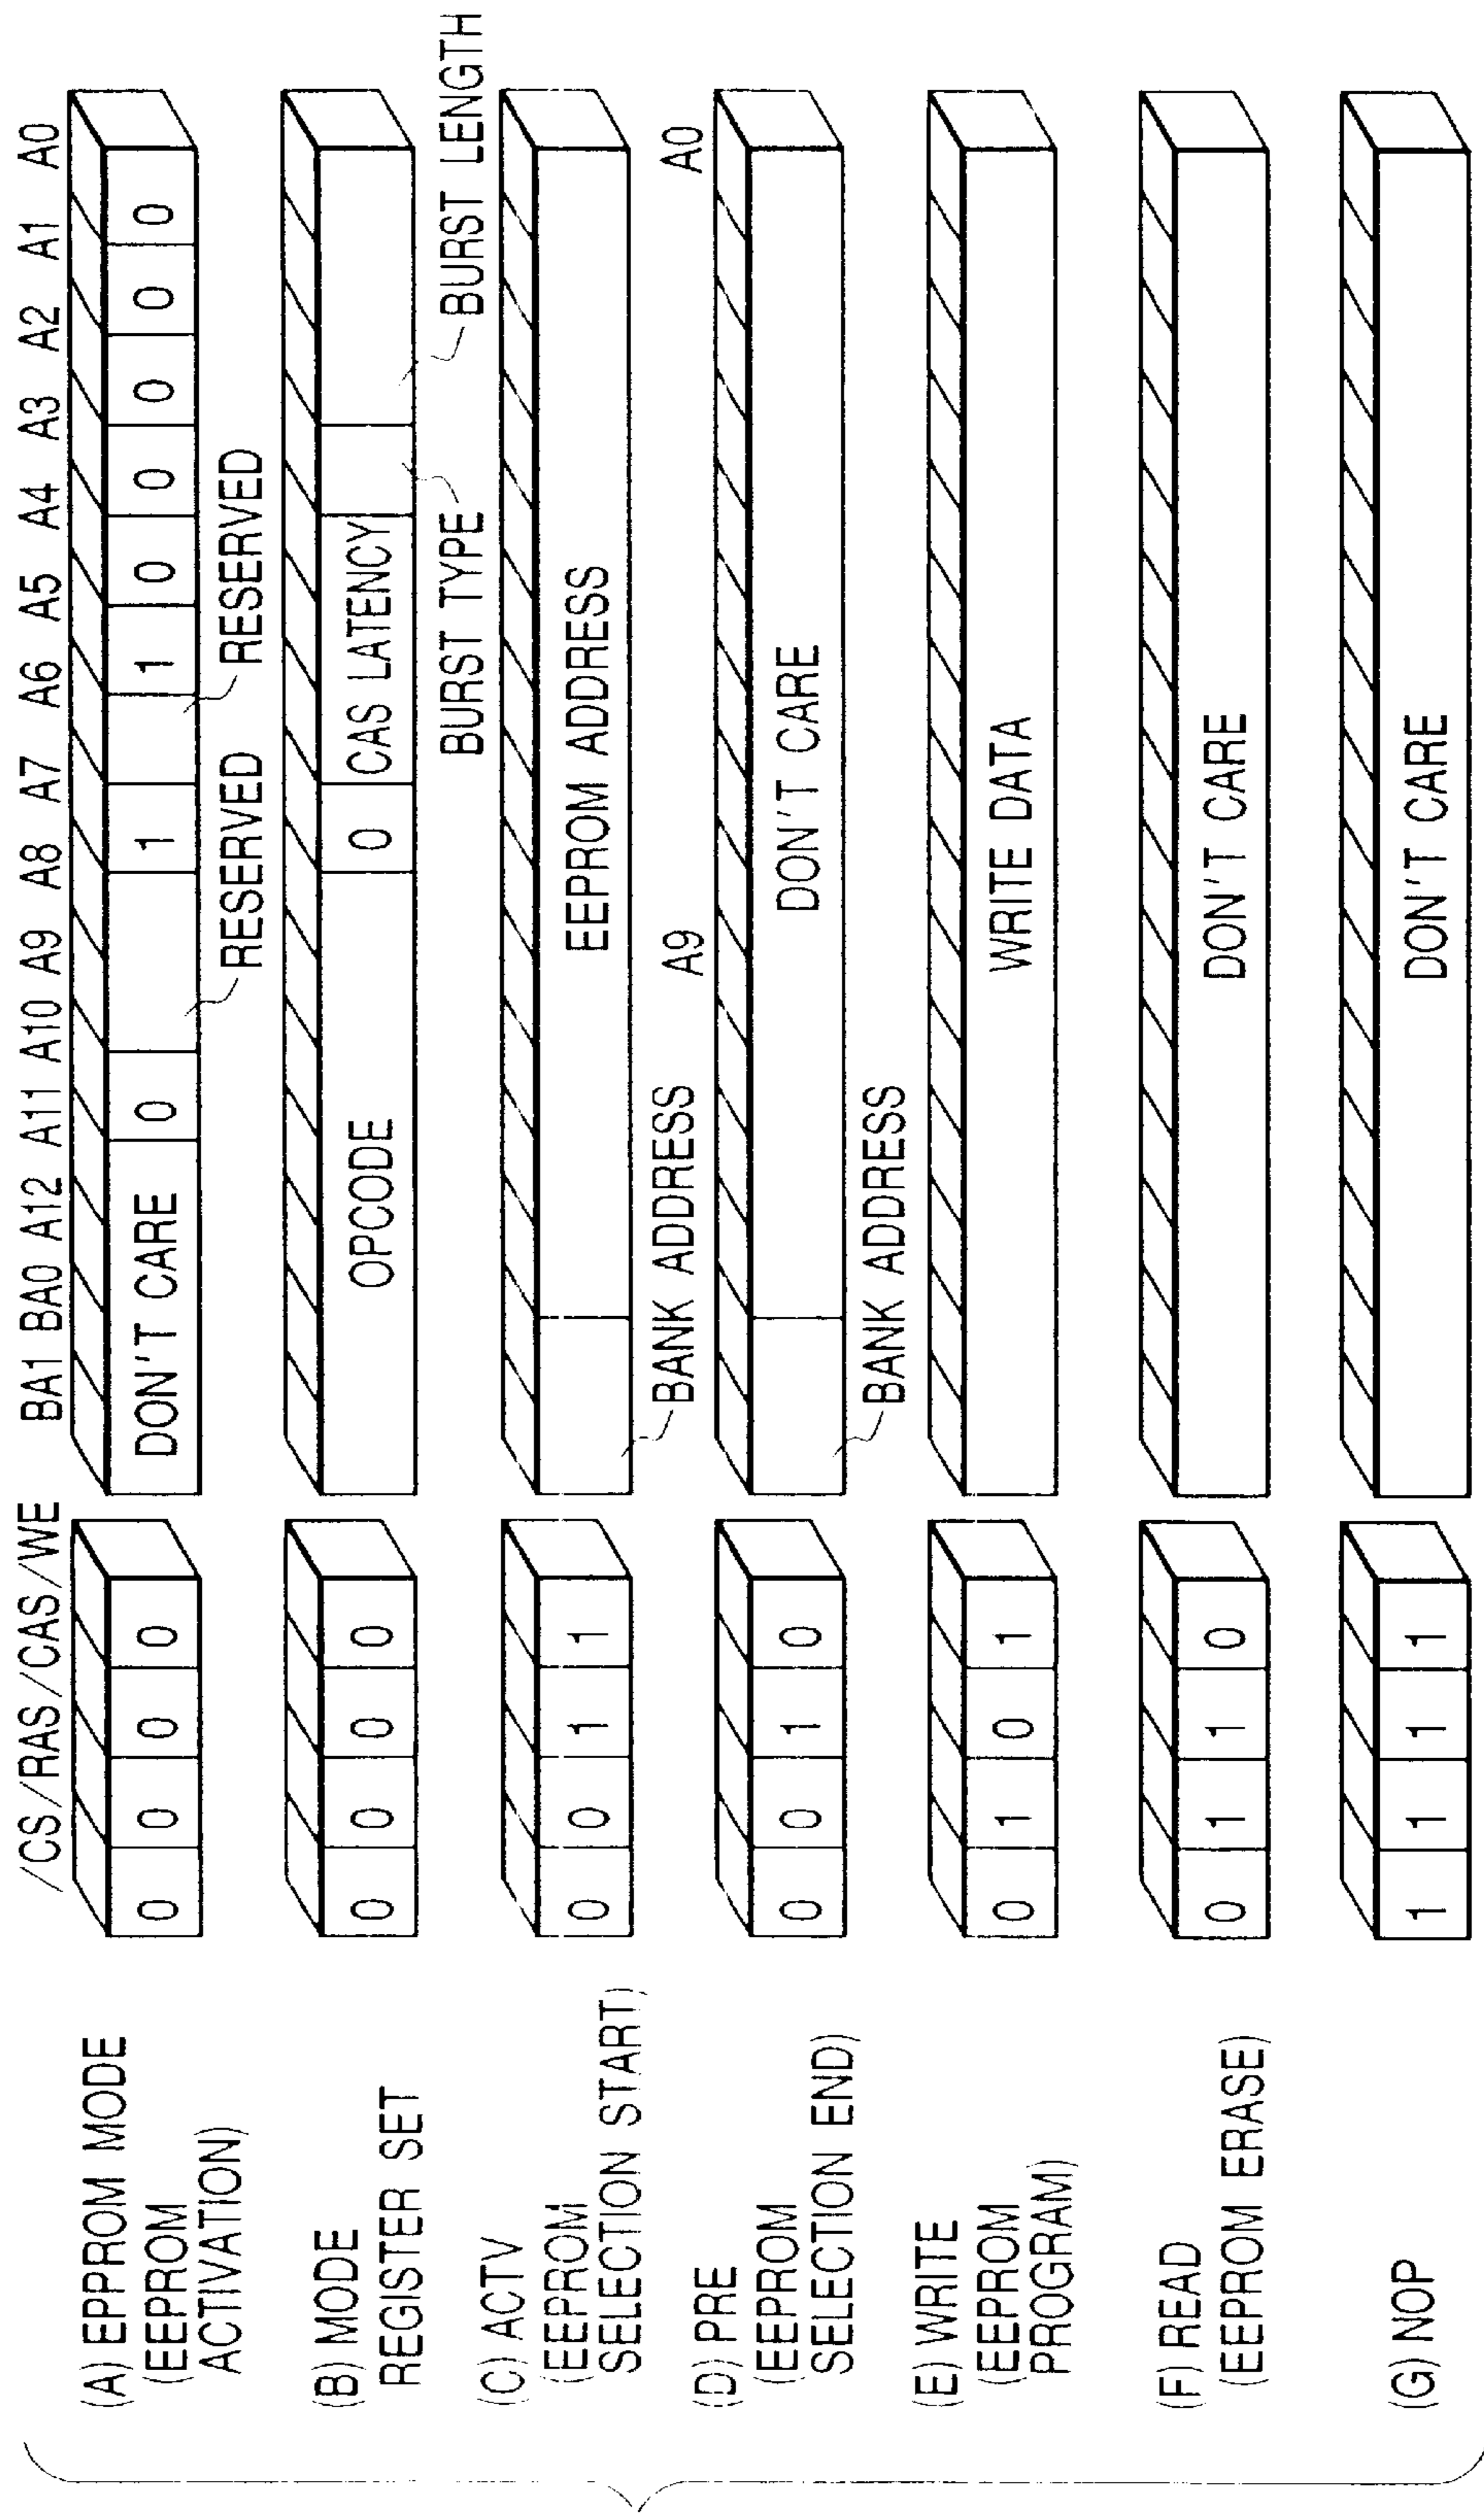 /CS/RAS/CAS/WE BA1 BA0 A12 A11 A10 A9 A8 A7 A6 A5 A4 A3 A2 A1 A0
(A) EEPROM MODE
(EEPROM
ACTIVATION)
0 0 0 0 DON'T CARE 0 1 1 0 0 0 0 0
RESERVED RESERVED
(B) MODE
REGISTER SET
0 0 0 0 OPCODE 0 CAS LATENCY
BURST TYPE BURST LENGTH
(C) ACTV
(EEPROM
SELECTION START)
0 0 1 1 EEPROM ADDRESS
BANK ADDRESS A9 A0
(D) PRE
(EEPROM
SELECTION END)
0 0 1 0 DON'T CARE
BANK ADDRESS
(E) WRITE
(EEPROM
PROGRAM)
0 1 0 1 WRITE DATA
(F) READ
(EEPROM ERASE)
0 1 1 0 DON'T CARE
(G) NOP
1 1 1 1 DON'T CARE